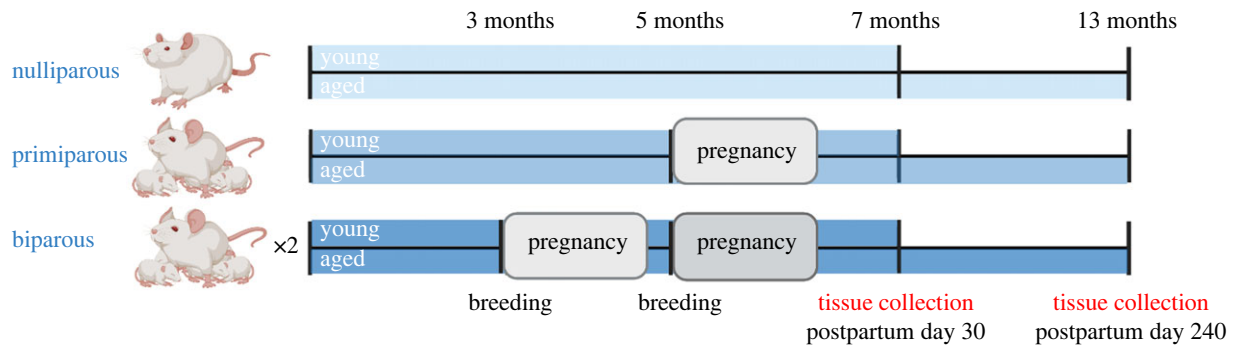 3 months 5 months 7 months 13 months
nulliparous
young
aged
primiparous
young
aged
pregnancy
biparous
×2
young
aged
pregnancy
pregnancy
breeding breeding tissue collection tissue collection
postpartum day 30 postpartum day 240